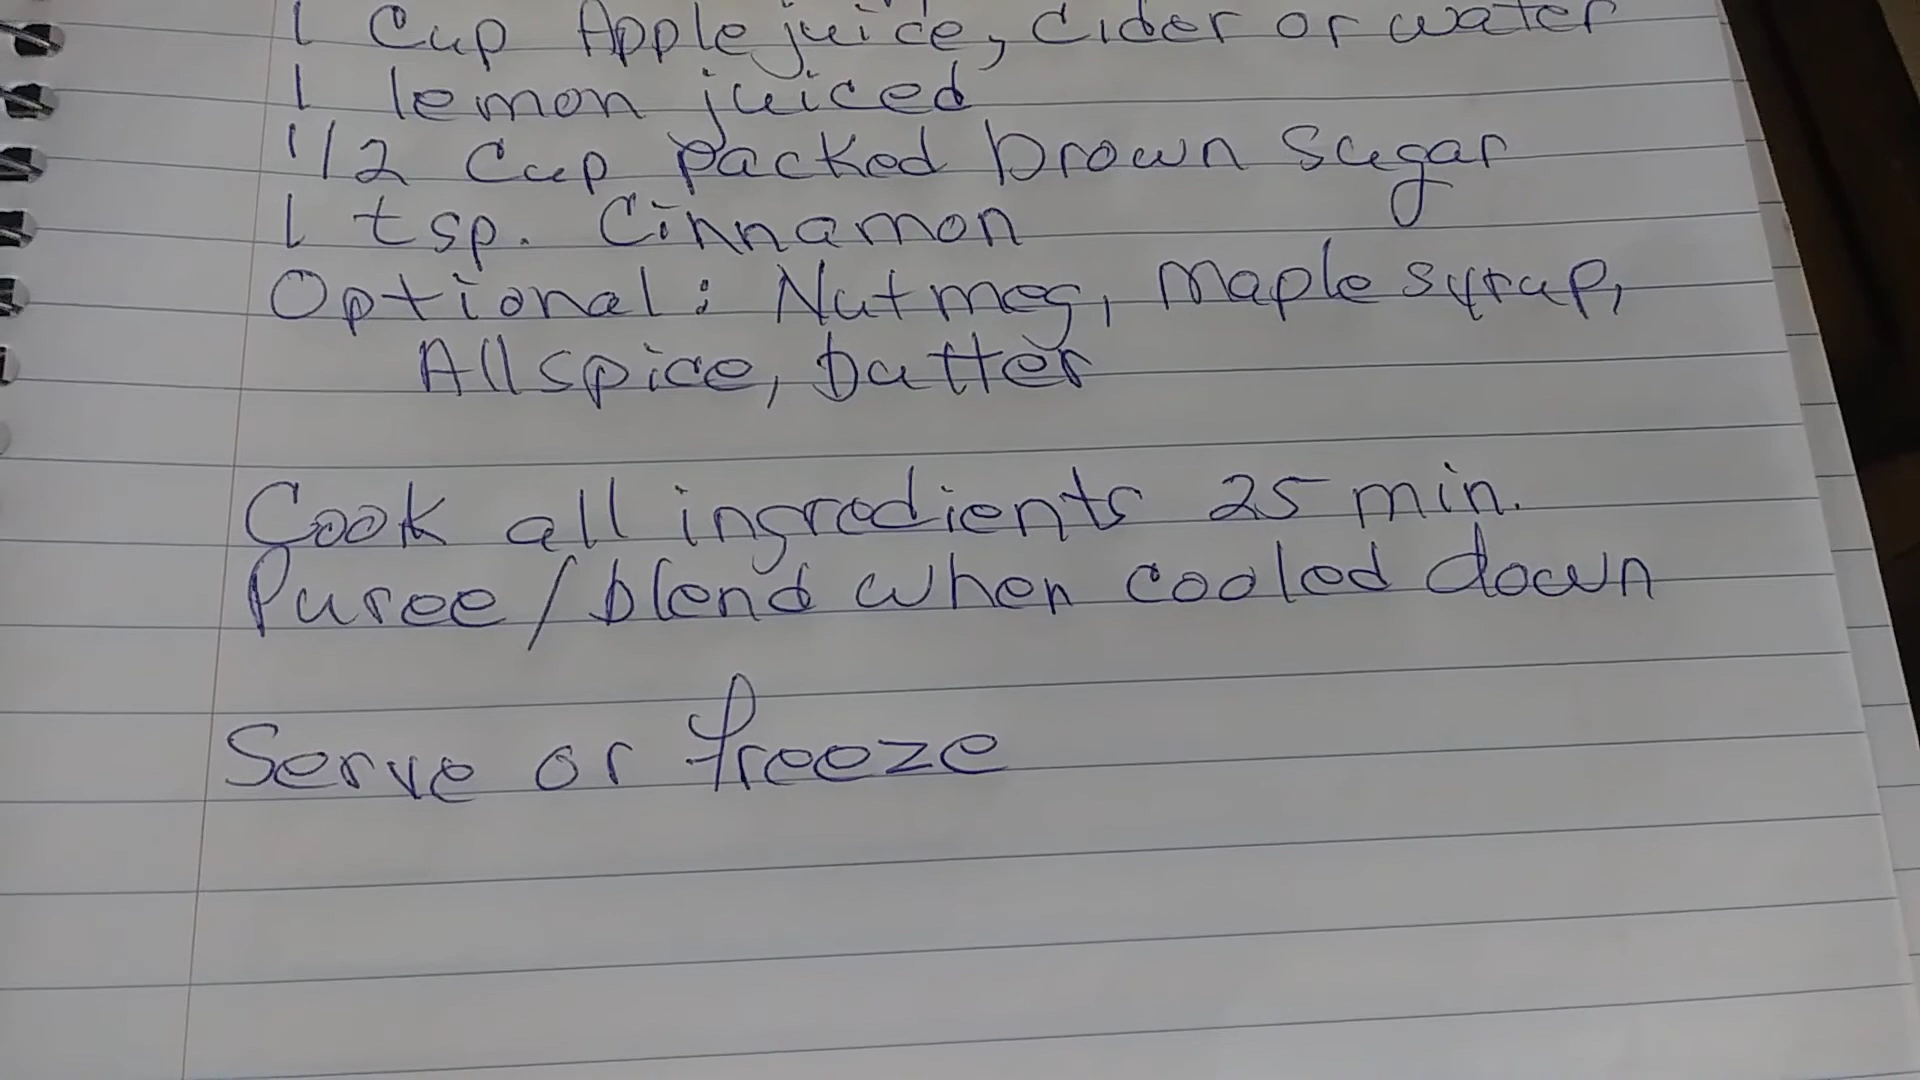 1 Cup Apple juice, Cider or water
1 lemon juiced
1/2 Cup packed brown sugar
1 tsp. Cinnamon
Optional: Nutmeg, Maple syrup,
Allspice, butter
Cook all ingredients 25 min.
Puree/blend when cooled down
Serve or freeze